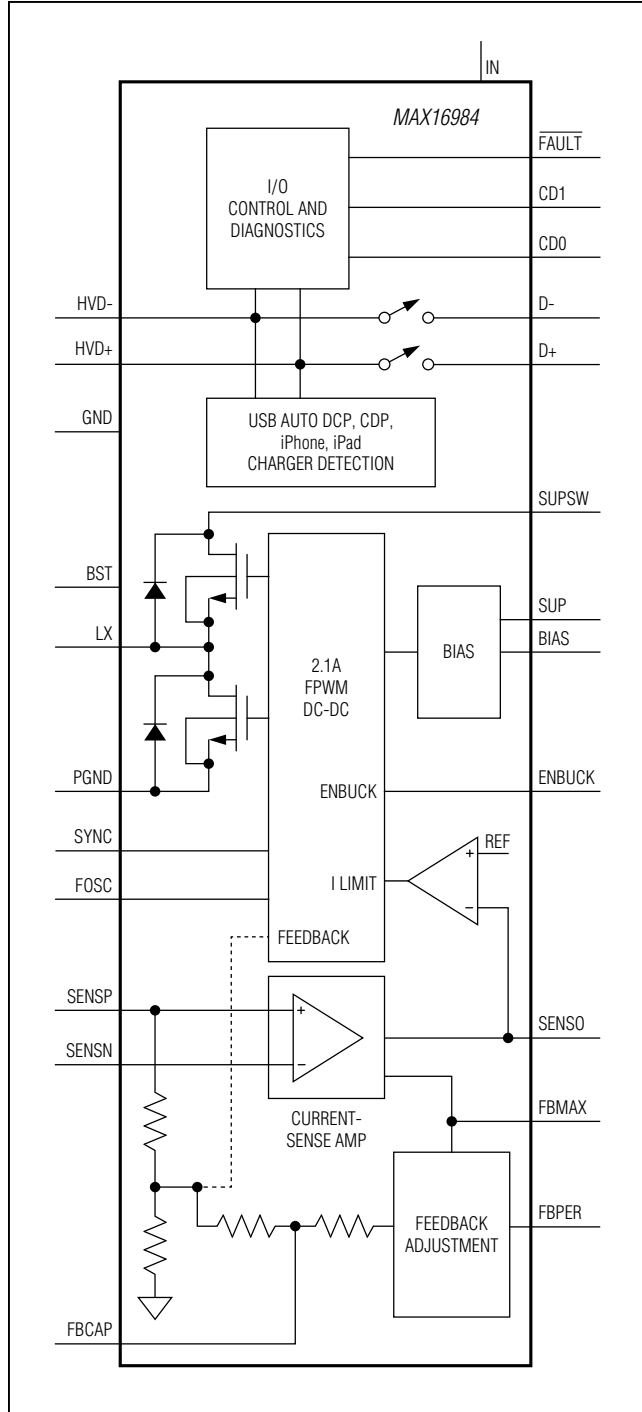 IN
MAX16984
FAULT
I/O
CONTROL AND
DIAGNOSTICS
CD1
CD0
HVD-
D-
HVD+
D+
GND
USB AUTO DCP, CDP,
iPhone, iPad
CHARGER DETECTION
SUPSW
BST
SUP
LX
BIAS
BIAS
2.1A
FPWM
DC-DC
PGND
ENBUCK
ENBUCK
SYNC
REF
+
FOSC
I LIMIT
-
FEEDBACK
SENSP
+
SENSN
-
SENSO
CURRENT-
SENSE AMP
FBMAX
FEEDBACK
ADJUSTMENT
FBPER
FBCAP